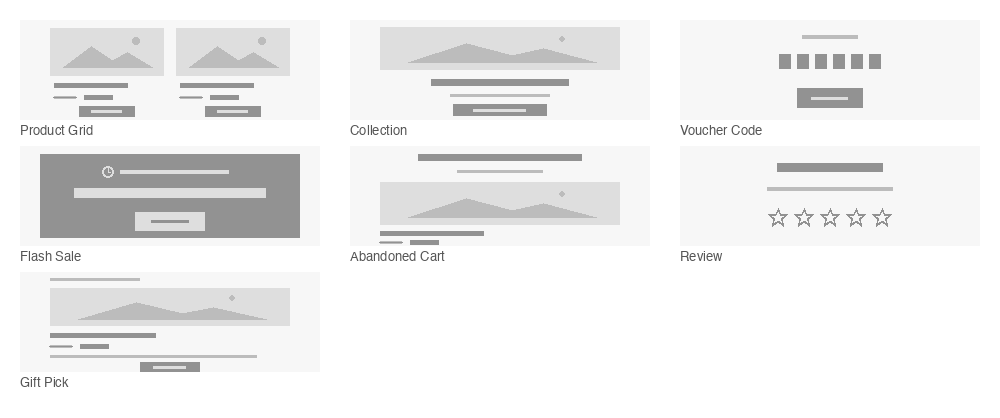 Product Grid
Collection
Voucher Code
Flash Sale
Abandoned Cart
Review
Gift Pick